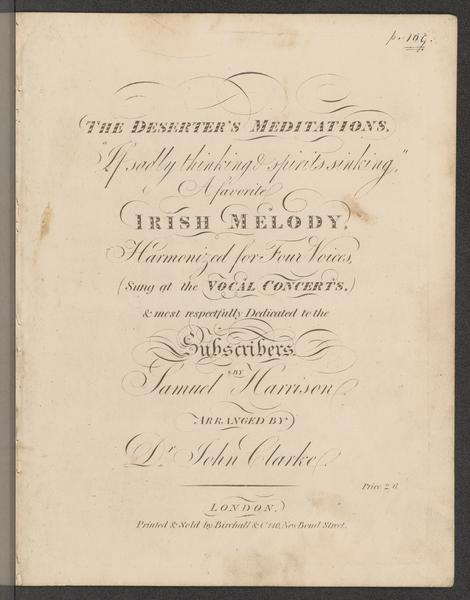 p. 169.
THE DESERTER'S MEDITATIONS.
"If sadly thinking & spirits sinking,"
A favorite
IRISH MELODY,
Harmonized for Four Voices,
(Sung at the VOCAL CONCERTS,)
& most respectfully Dedicated to the
Subscribers.
BY
Samuel Harrison.
ARRANGED BY
Dr John Clarke.
Price 2/6.
LONDON,
Printed & Sold by Birchall & Co 140, New Bond Street.